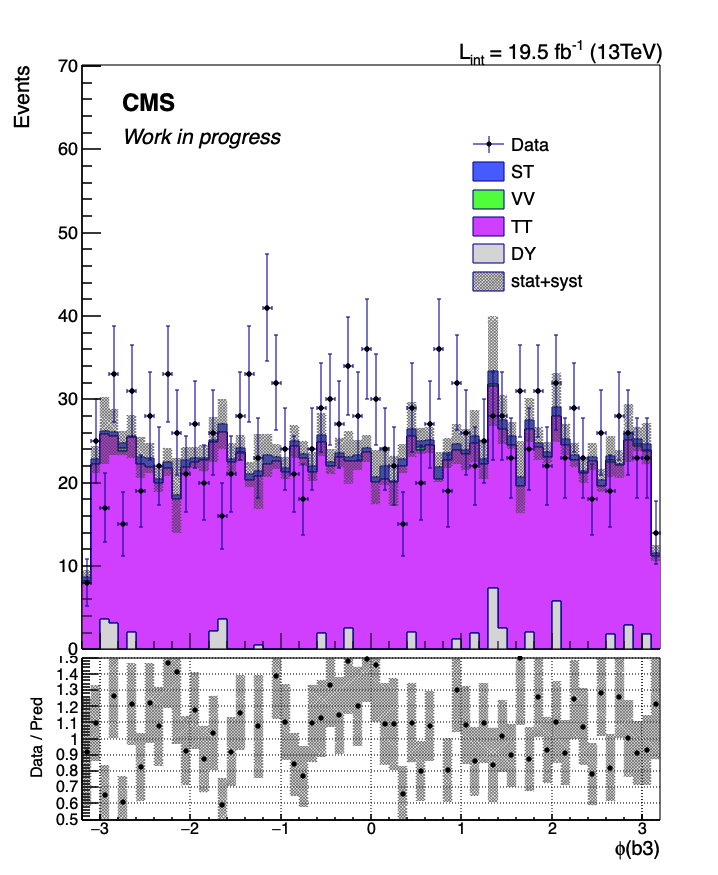 L_int = 19.5 fb⁻¹ (13TeV)
Events
70
CMS
Work in progress
60
Data
ST
VV
TT
DY
stat+syst
50
40
30
20
10
0
Data / Pred
1.5
1.4
1.3
1.2
1.1
1
0.9
0.8
0.7
0.6
0.5
−3 −2 −1 0 1 2 3
ϕ(b3)